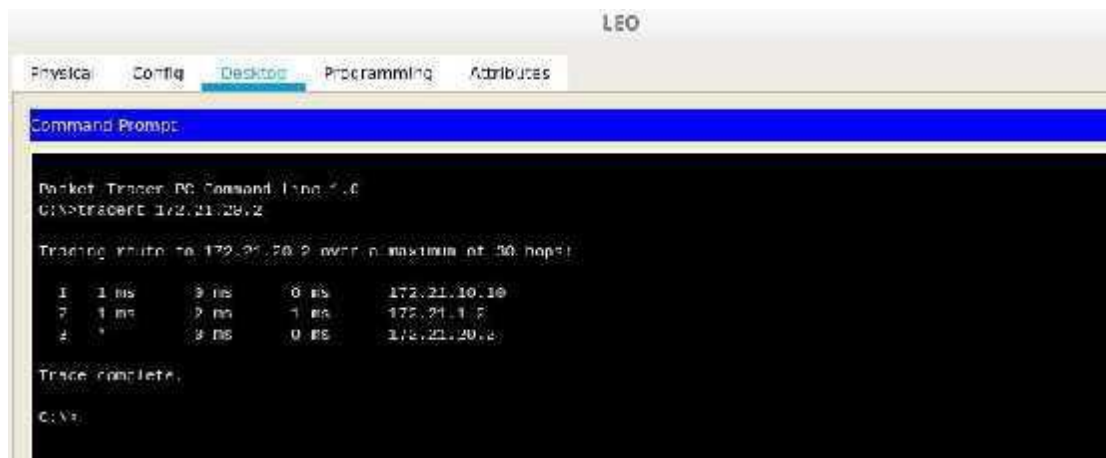 LEO
Physical Config Desktop Programming Attributes
Command Prompt
Packet Tracer PC Command Line 1.0
C:\>tracert 172.21.20.2
Tracing route to 172.21.20.2 over a maximum of 30 hops:
1 1 ms 0 ms 0 ms 172.21.10.10
2 1 ms 2 ms 1 ms 172.21.1.2
3 * 0 ms 0 ms 172.21.20.2
Trace complete.
C:\>